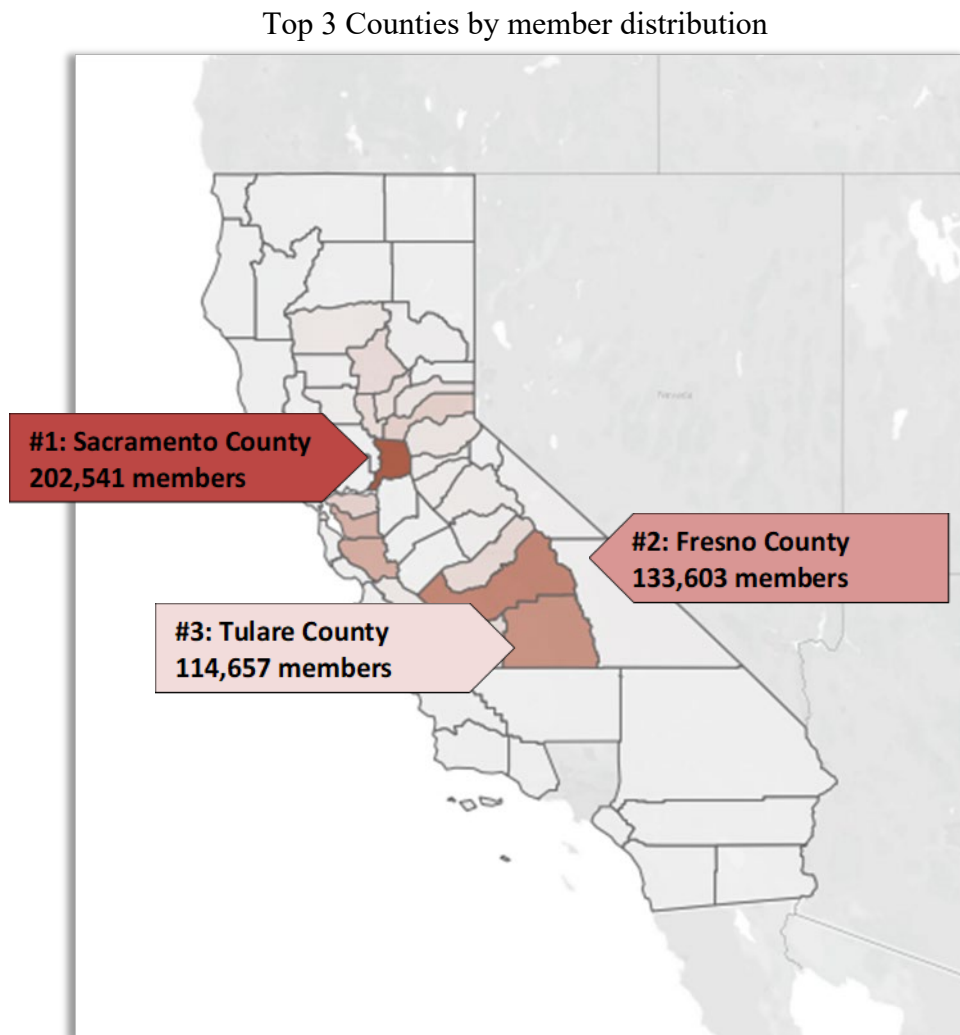 Top 3 Counties by member distribution
#1: Sacramento County
202,541 members
#2: Fresno County
133,603 members
#3: Tulare County
114,657 members